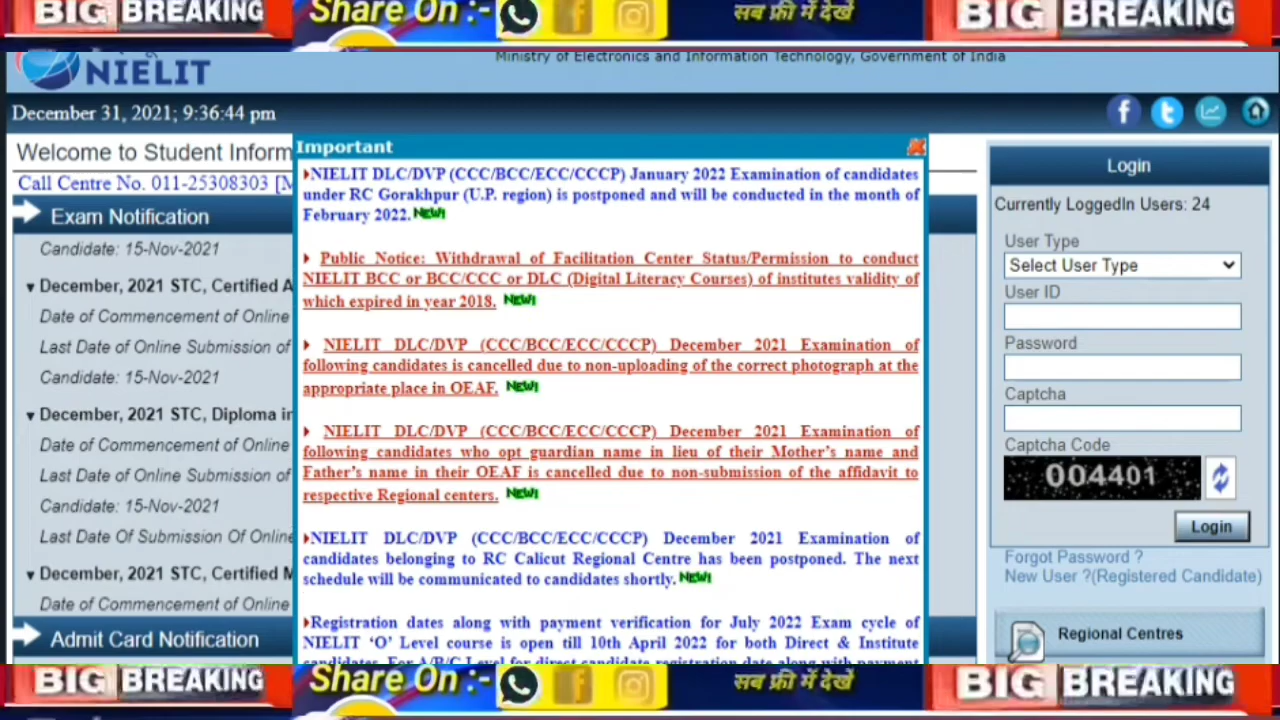 BIG BREAKING
Share On :-
सब फ्री में देखें
BIG BREAKING
NIELIT
Ministry of Electronics and Information Technology, Government of India
December 31, 2021; 9:36:44 pm
Welcome to Student Inform
Call Centre No. 011-25308303 [M
Exam Notification
Candidate: 15-Nov-2021
December, 2021 STC, Certified A
Date of Commencement of Online
Last Date of Online Submission of
Candidate: 15-Nov-2021
December, 2021 STC, Diploma in
Date of Commencement of Online
Last Date of Online Submission of
Candidate: 15-Nov-2021
Last Date Of Submission Of Online
December, 2021 STC, Certified M
Date of Commencement of Online
Admit Card Notification
Important
NIELIT DLC/DVP (CCC/BCC/ECC/CCCP) January 2022 Examination of candidates
under RC Gorakhpur (U.P. region) is postponed and will be conducted in the month of
February 2022. NEW!
Public Notice: Withdrawal of Facilitation Center Status/Permission to conduct
NIELIT BCC or BCC/CCC or DLC (Digital Literacy Courses) of institutes validity of
which expired in year 2018. NEW!
NIELIT DLC/DVP (CCC/BCC/ECC/CCCP) December 2021 Examination of
following candidates is cancelled due to non-uploading of the correct photograph at the
appropriate place in OEAF. NEW!
NIELIT DLC/DVP (CCC/BCC/ECC/CCCP) December 2021 Examination of
following candidates who opt guardian name in lieu of their Mother's name and
Father's name in their OEAF is cancelled due to non-submission of the affidavit to
respective Regional centers. NEW!
NIELIT DLC/DVP (CCC/BCC/ECC/CCCP) December 2021 Examination of
candidates belonging to RC Calicut Regional Centre has been postponed. The next
schedule will be communicated to candidates shortly. NEW!
Registration dates along with payment verification for July 2022 Exam cycle of
NIELIT 'O' Level course is open till 10th April 2022 for both Direct & Institute
candidates. For A/B/C Level for direct candidate registration date along with payment
Login
Currently LoggedIn Users: 24
User Type
Select User Type
User ID
Password
Captcha
Captcha Code
004401
Login
Forgot Password ?
New User ?(Registered Candidate)
Regional Centres
BIG BREAKING
Share On :-
सब फ्री में देखें
BIG BREAKING